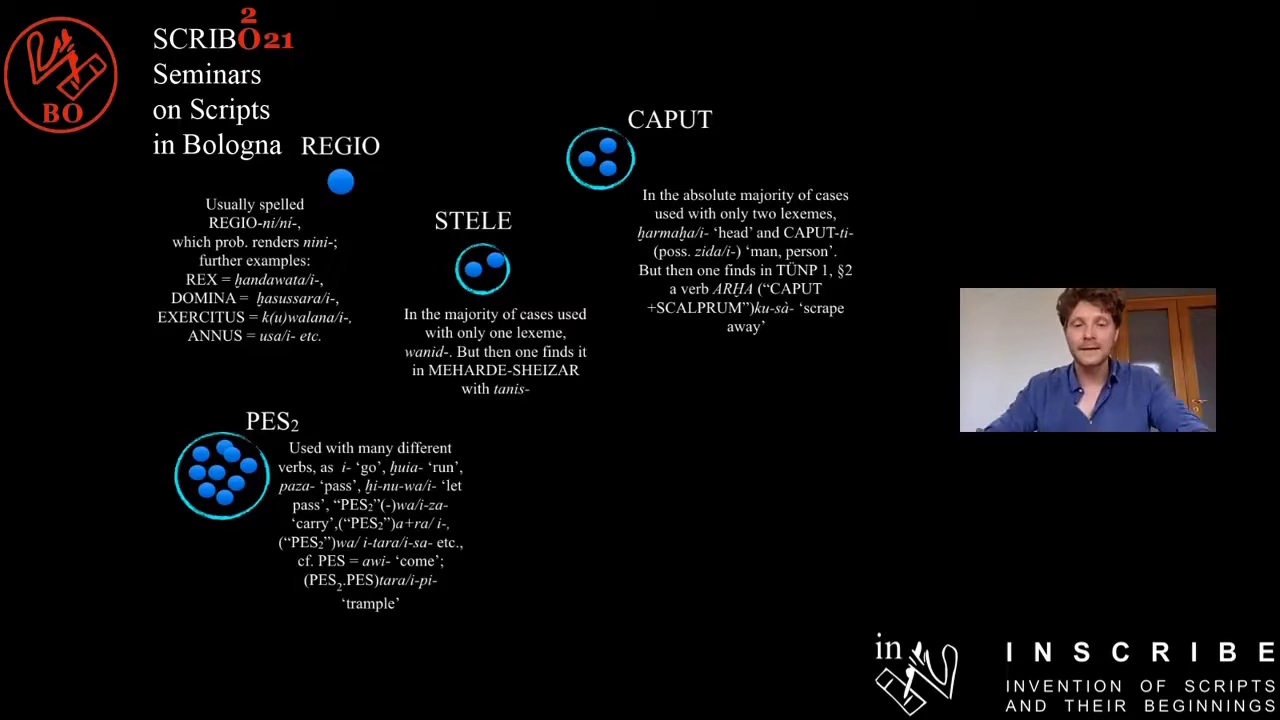 SCRIBO21
2
Seminars
on Scripts
in Bologna
BO
REGIO
Usually spelled
REGIO-ni/ní-,
which prob. renders nini-;
further examples:
REX = ḫandawata/i-,
DOMINA = ḫasussara/i-,
EXERCITUS = k(u)walana/i-,
ANNUS = usa/i- etc.
STELE
In the majority of cases used
with only one lexeme,
wanid-. But then one finds it
in MEHARDE-SHEIZAR
with tanis-
CAPUT
In the absolute majority of cases
used with only two lexemes,
ḫarmaḫa/i- ‘head’ and CAPUT-ti-
(poss. zida/i-) ‘man, person’.
But then one finds in TÜNP 1, §2
a verb ARḪA (“CAPUT
+SCALPRUM”)ku-sà- ‘scrape
away’
PES₂
Used with many different
verbs, as i- ‘go’, ḫuia- ‘run’,
paza- ‘pass’, ḫi-nu-wa/i- ‘let
pass’, “PES₂”(-)wa/i-za-
‘carry’,(“PES₂”)a+ra/ i-,
(“PES₂”)wa/ i-tara/i-sa- etc.,
cf. PES = awi- ‘come’;
(PES₂.PES)tara/i-pi-
‘trample’
in
INSCRIBE
INVENTION OF SCRIPTS
AND THEIR BEGINNINGS